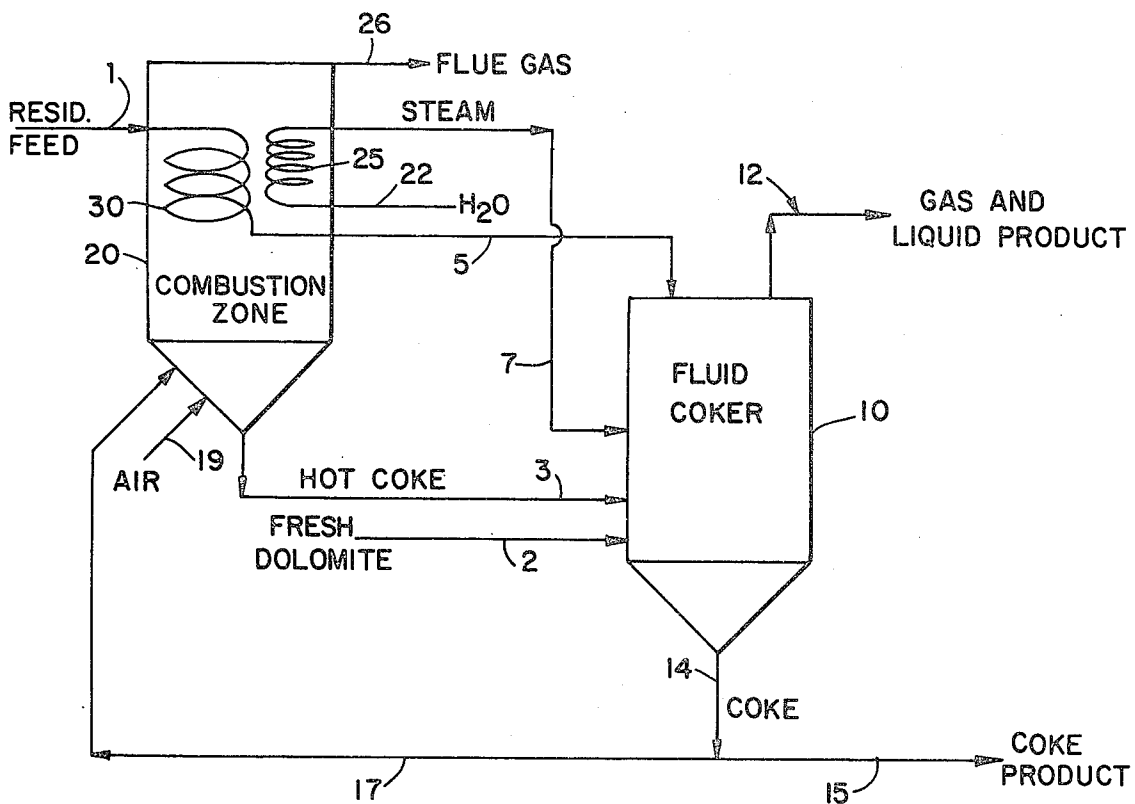 26
FLUE GAS
1
RESID.
FEED
STEAM
25
22
H2O
30
20
5
12
GAS AND
LIQUID PRODUCT
COMBUSTION
ZONE
7
FLUID
COKER
10
AIR
19
HOT COKE
3
FRESH
DOLOMITE
2
14
COKE
17
15
COKE
PRODUCT